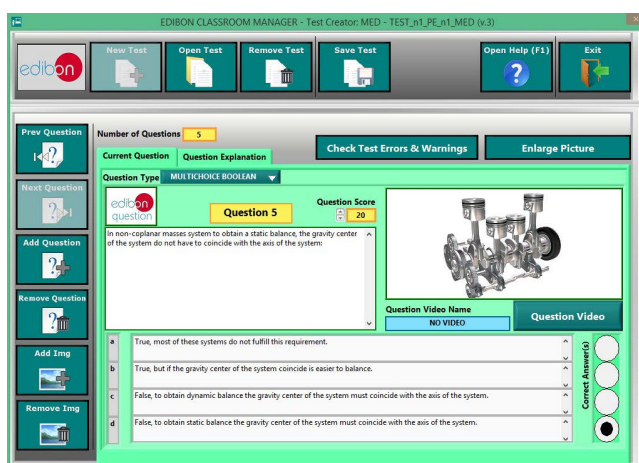 EDIBON CLASSROOM MANAGER - Test Creator: MED - TEST_n1_PE_n1_MED (v.3)
edibon
New Test
Open Test
Remove Test
Save Test
Open Help (F1)
Exit
Prev Question
Next Question
Add Question
Remove Question
Add Img
Remove Img
Number of Questions 5
Check Test Errors & Warnings
Enlarge Picture
Current Question
Question Explanation
Question Type MULTICHOICE BOOLEAN
edibon
question
Question 5
Question Score
20
In non-coplanar masses system to obtain a static balance, the gravity center
of the system do not have to coincide with the axis of the system:
Question Video Name
NO VIDEO
Question Video
a True, most of these systems do not fulfill this requirement.
b True, but if the gravity center of the system coincide is easier to balance.
c False, to obtain dynamic balance the gravity center of the system must coincide with the axis of the system.
d False, to obtain static balance the gravity center of the system must coincide with the axis of the system.
Correct Answer(s)